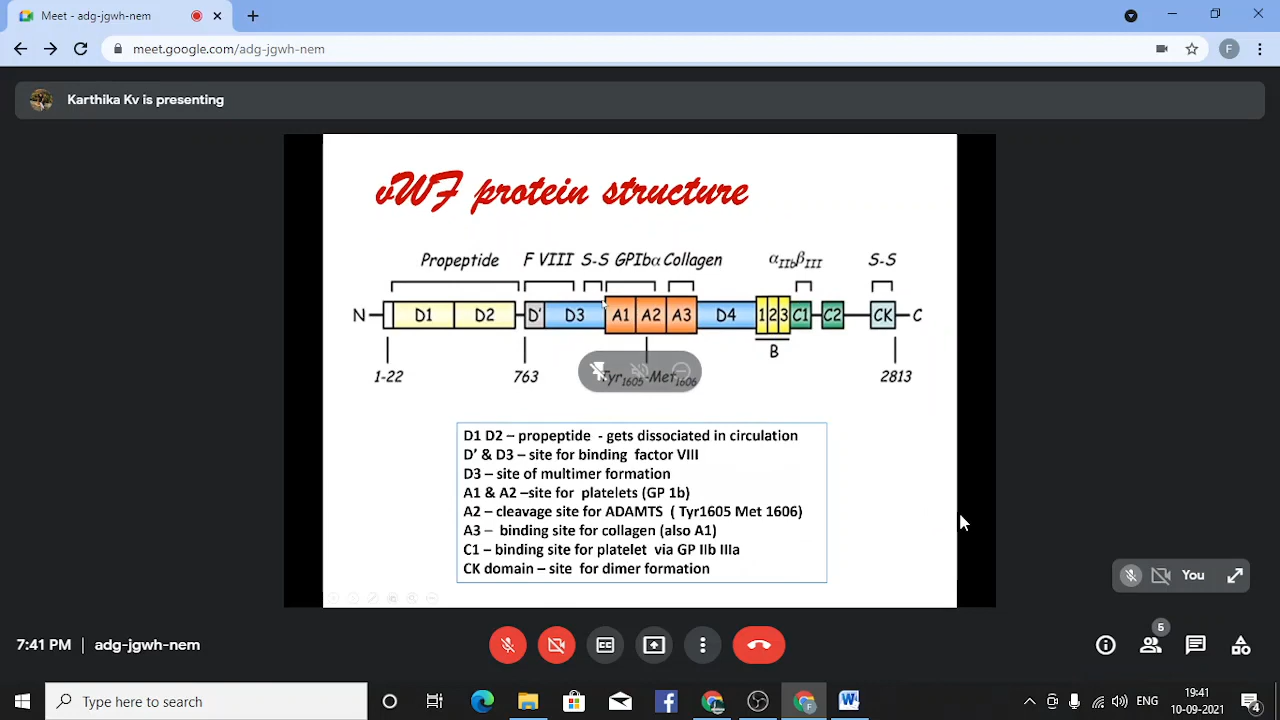 Meet - adg-jgwh-nem
meet.google.com/adg-jgwh-nem
F
Karthika Kv is presenting
vWF protein structure
Propeptide F VIII S-S GPIbα Collagen αIIbβIII S-S
N D1 D2 D' D3 A1 A2 A3 D4 1 2 3 C1 C2 CK C
B
1-22 763 Tyr1605-Met1606 2813
D1 D2 – propeptide - gets dissociated in circulation
D’ & D3 – site for binding factor VIII
D3 – site of multimer formation
A1 & A2 –site for platelets (GP 1b)
A2 – cleavage site for ADAMTS ( Tyr1605 Met 1606)
A3 – binding site for collagen (also A1)
C1 – binding site for platelet via GP IIb IIIa
CK domain – site for dimer formation
You
7:41 PM adg-jgwh-nem
5
Type here to search
ENG
19:41
10-09-2021
4